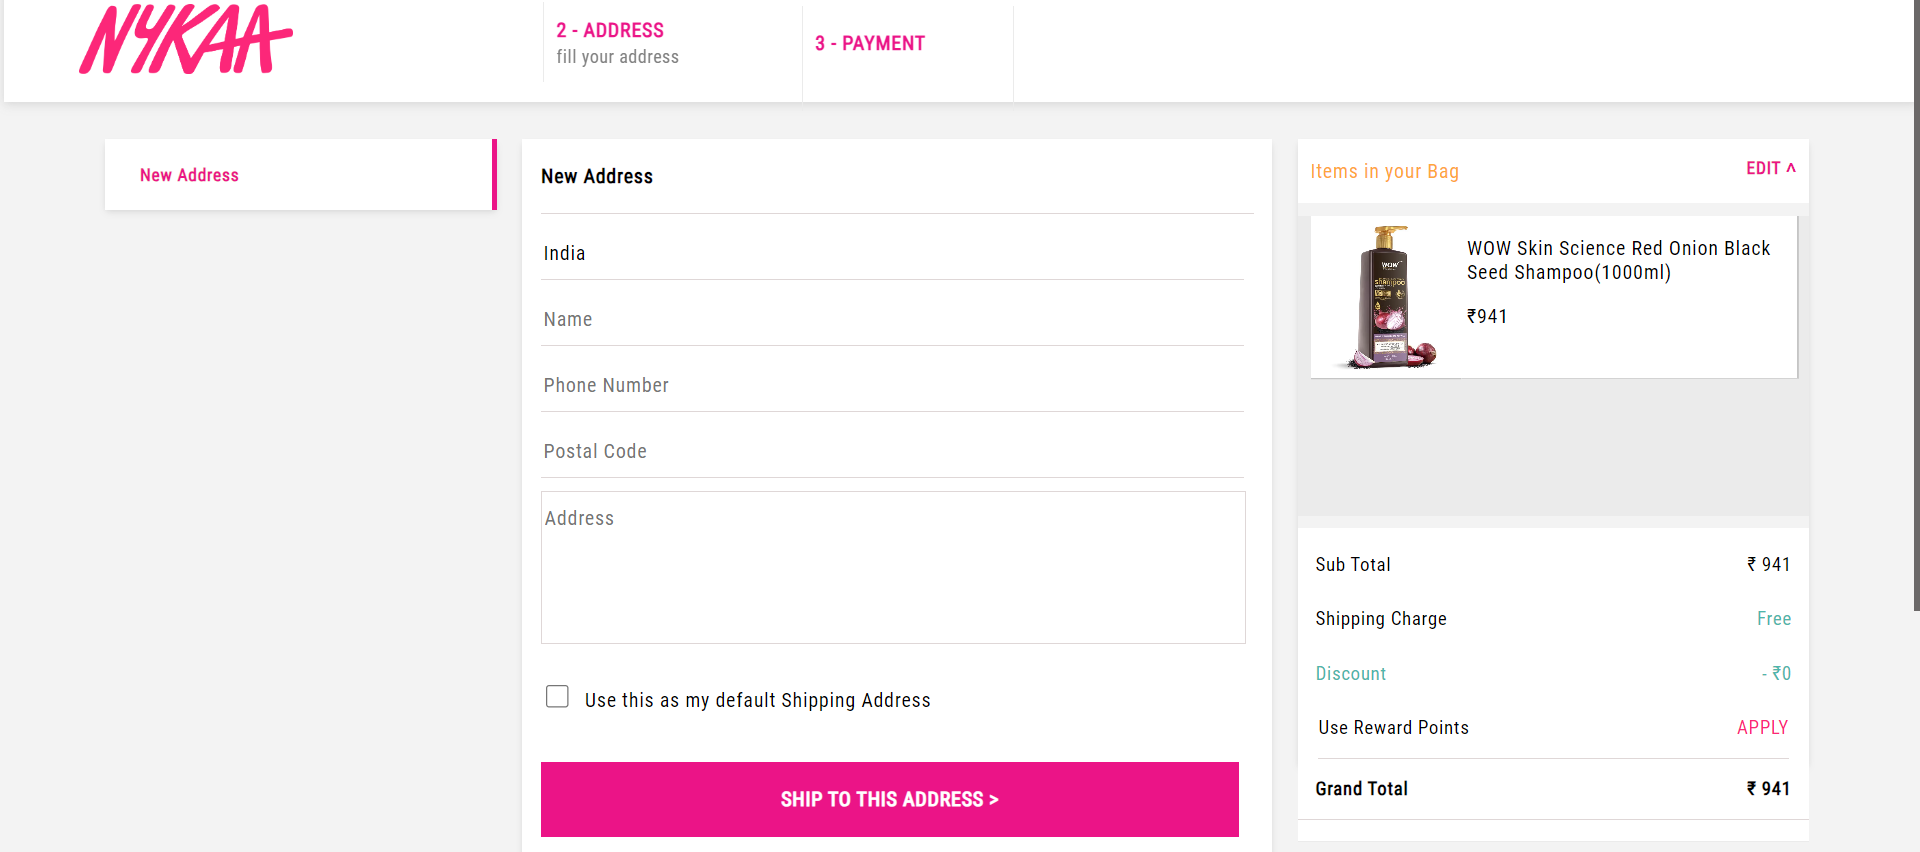 NYKAA
2 - ADDRESS
fill your address
3 - PAYMENT
New Address
New Address
India
Name
Phone Number
Postal Code
Address
Use this as my default Shipping Address
SHIP TO THIS ADDRESS >
Items in your Bag
EDIT ˄
WOW
shampoo
WOW Skin Science Red Onion Black
Seed Shampoo(1000ml)
₹941
Sub Total ₹ 941
Shipping Charge Free
Discount - ₹0
Use Reward Points APPLY
Grand Total ₹ 941